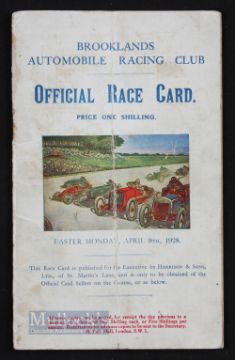 BROOKLANDS
AUTOMOBILE RACING CLUB
OFFICIAL RACE CARD.
PRICE ONE SHILLING.
EASTER MONDAY, APRIL 9TH, 1928.
THIS Race Card is published for the Executive by HARRISON & SONS,
LTD., of St. Martin's Lane, and is only to be obtained of the
Official Card Sellers on the Course, or as below.